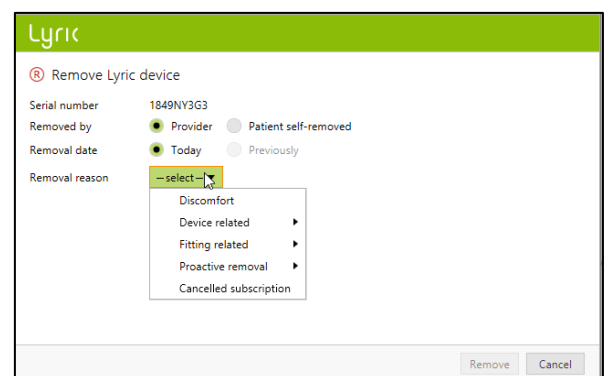 Lyric
R Remove Lyric device
Serial number 1849NY3G3
Removed by Provider Patient self-removed
Removal date Today Previously
Removal reason –select–
Discomfort
Device related
Fitting related
Proactive removal
Cancelled subscription
Remove Cancel